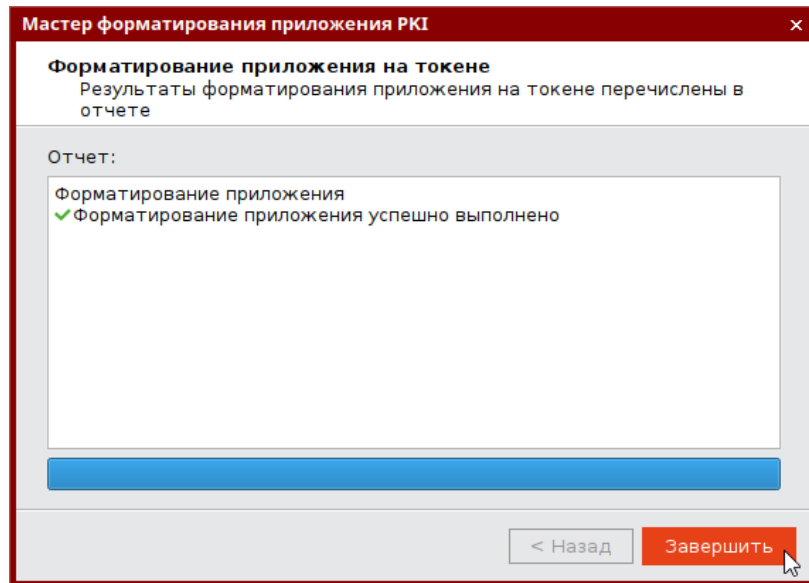 Мастер форматирования приложения PKI
Форматирование приложения на токене
Результаты форматирования приложения на токене перечислены в
отчете
Отчет:
Форматирование приложения
Форматирование приложения успешно выполнено
< Назад
Завершить